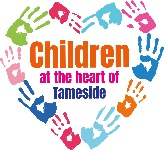 Children
at the heart of
Tameside